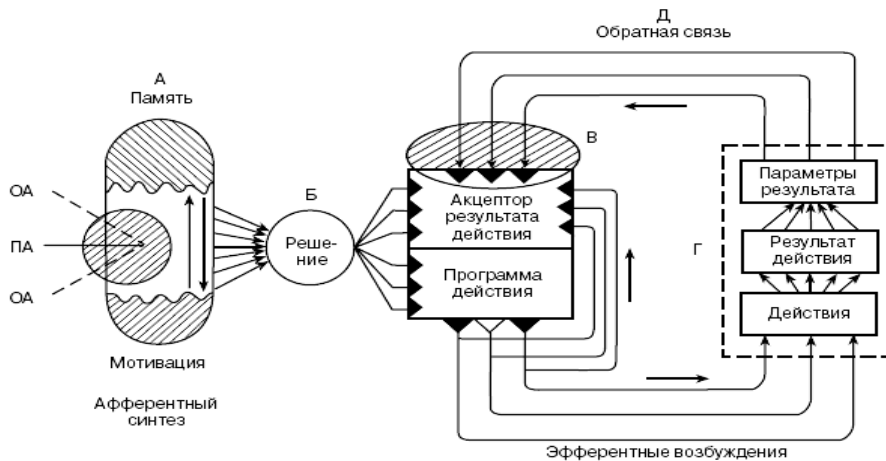 Д
Обратная связь
А
Память
В
Параметры
результата
ОА
ПА
ОА
Б
Реше-
ние
Акцептор
результата
действия
Г
Результат
действия
Программа
действия
Действия
Мотивация
Афферентный
синтез
Эфферентные возбуждения